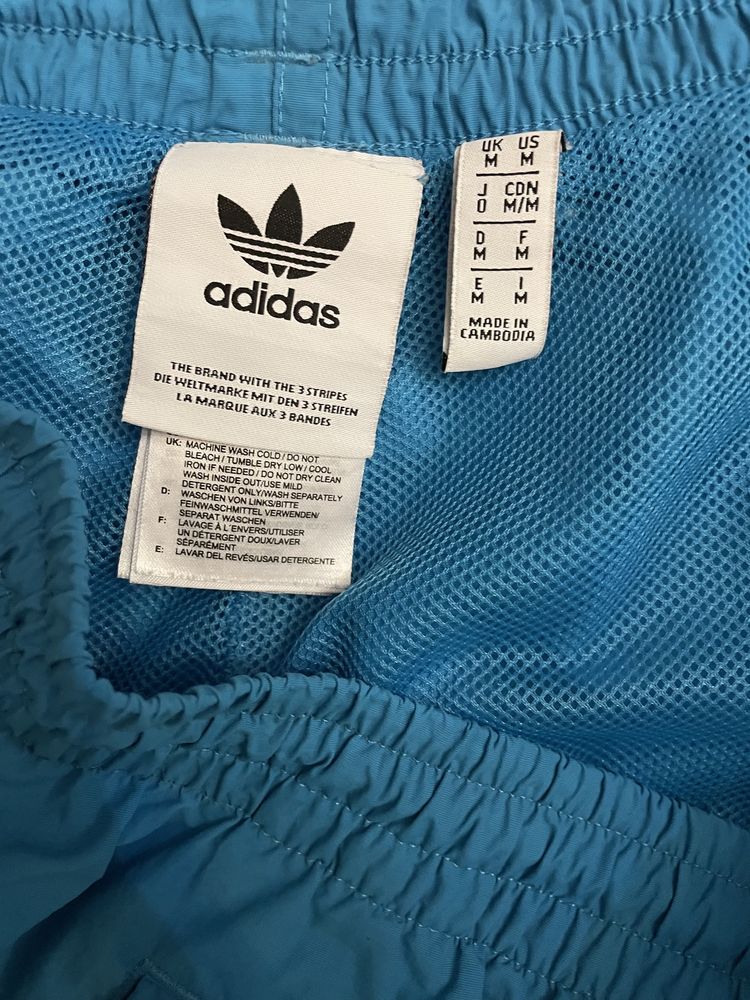 adidas
THE BRAND WITH THE 3 STRIPES
DIE WELTMARKE MIT DEN 3 STREIFEN
LA MARQUE AUX 3 BANDES
UK: MACHINE WASH COLD / DO NOT
BLEACH / TUMBLE DRY LOW / COOL
IRON IF NEEDED / DO NOT DRY CLEAN
WASH INSIDE OUT/USE MILD
DETERGENT ONLY/WASH SEPARATELY
D: WASCHEN VON LINKS/BITTE
FEINWASCHMITTEL VERWENDEN/
SEPARAT WASCHEN
F: LAVAGE À L'ENVERS/UTILISER
UN DÉTERGENT DOUX/LAVER
SÉPARÉMENT
E: LAVAR DEL REVÉS/USAR DETERGENTE
UK US
M M
J CDN
O M/M
D F
M M
E I
M M
MADE IN
CAMBODIA